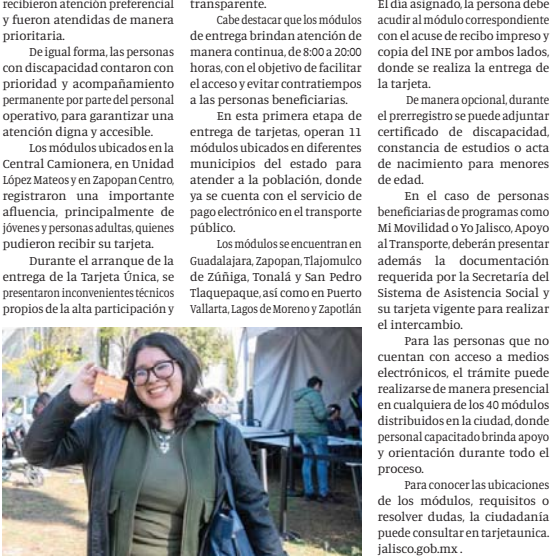 recibieron atención preferencial
y fueron atendidas de manera
prioritaria.
De igual forma, las personas
con discapacidad contaron con
prioridad y acompañamiento
permanente por parte del personal
operativo, para garantizar una
atención digna y accesible.
Los módulos ubicados en la
Central Camionera, en Unidad
López Mateos y en Zapopan Centro,
registraron una importante
afluencia, principalmente de
jóvenes y personas adultas, quienes
pudieron recibir su tarjeta.
Durante el arranque de la
entrega de la Tarjeta Única, se
presentaron inconvenientes técnicos
propios de la alta participación y
transparente.
Cabe destacar que los módulos
de entrega brindan atención de
manera continua, de 8:00 a 20:00
horas, con el objetivo de facilitar
el acceso y evitar contratiempos
a las personas beneficiarias.
En esta primera etapa de
entrega de tarjetas, operan 11
módulos ubicados en diferentes
municipios del estado para
atender a la población, donde
ya se cuenta con el servicio de
pago electrónico en el transporte
público.
Los módulos se encuentran en
Guadalajara, Zapopan, Tlajomulco
de Zúñiga, Tonalá y San Pedro
Tlaquepaque, así como en Puerto
Vallarta, Lagos de Moreno y Zapotlán
El día asignado, la persona debe
acudir al módulo correspondiente
con el acuse de recibo impreso y
copia del INE por ambos lados,
donde se realiza la entrega de
la tarjeta.
De manera opcional, durante
el prerregistro se puede adjuntar
certificado de discapacidad,
constancia de estudios o acta
de nacimiento para menores
de edad.
En el caso de personas
beneficiarias de programas como
Mi Movilidad o Yo Jalisco, Apoyo
al Transporte, deberán presentar
además la documentación
requerida por la Secretaría del
Sistema de Asistencia Social y
su tarjeta vigente para realizar
el intercambio.
Para las personas que no
cuentan con acceso a medios
electrónicos, el trámite puede
realizarse de manera presencial
en cualquiera de los 40 módulos
distribuidos en la ciudad, donde
personal capacitado brinda apoyo
y orientación durante todo el
proceso.
Para conocer las ubicaciones
de los módulos, requisitos o
resolver dudas, la ciudadanía
puede consultar en tarjetaunica.
jalisco.gob.mx .